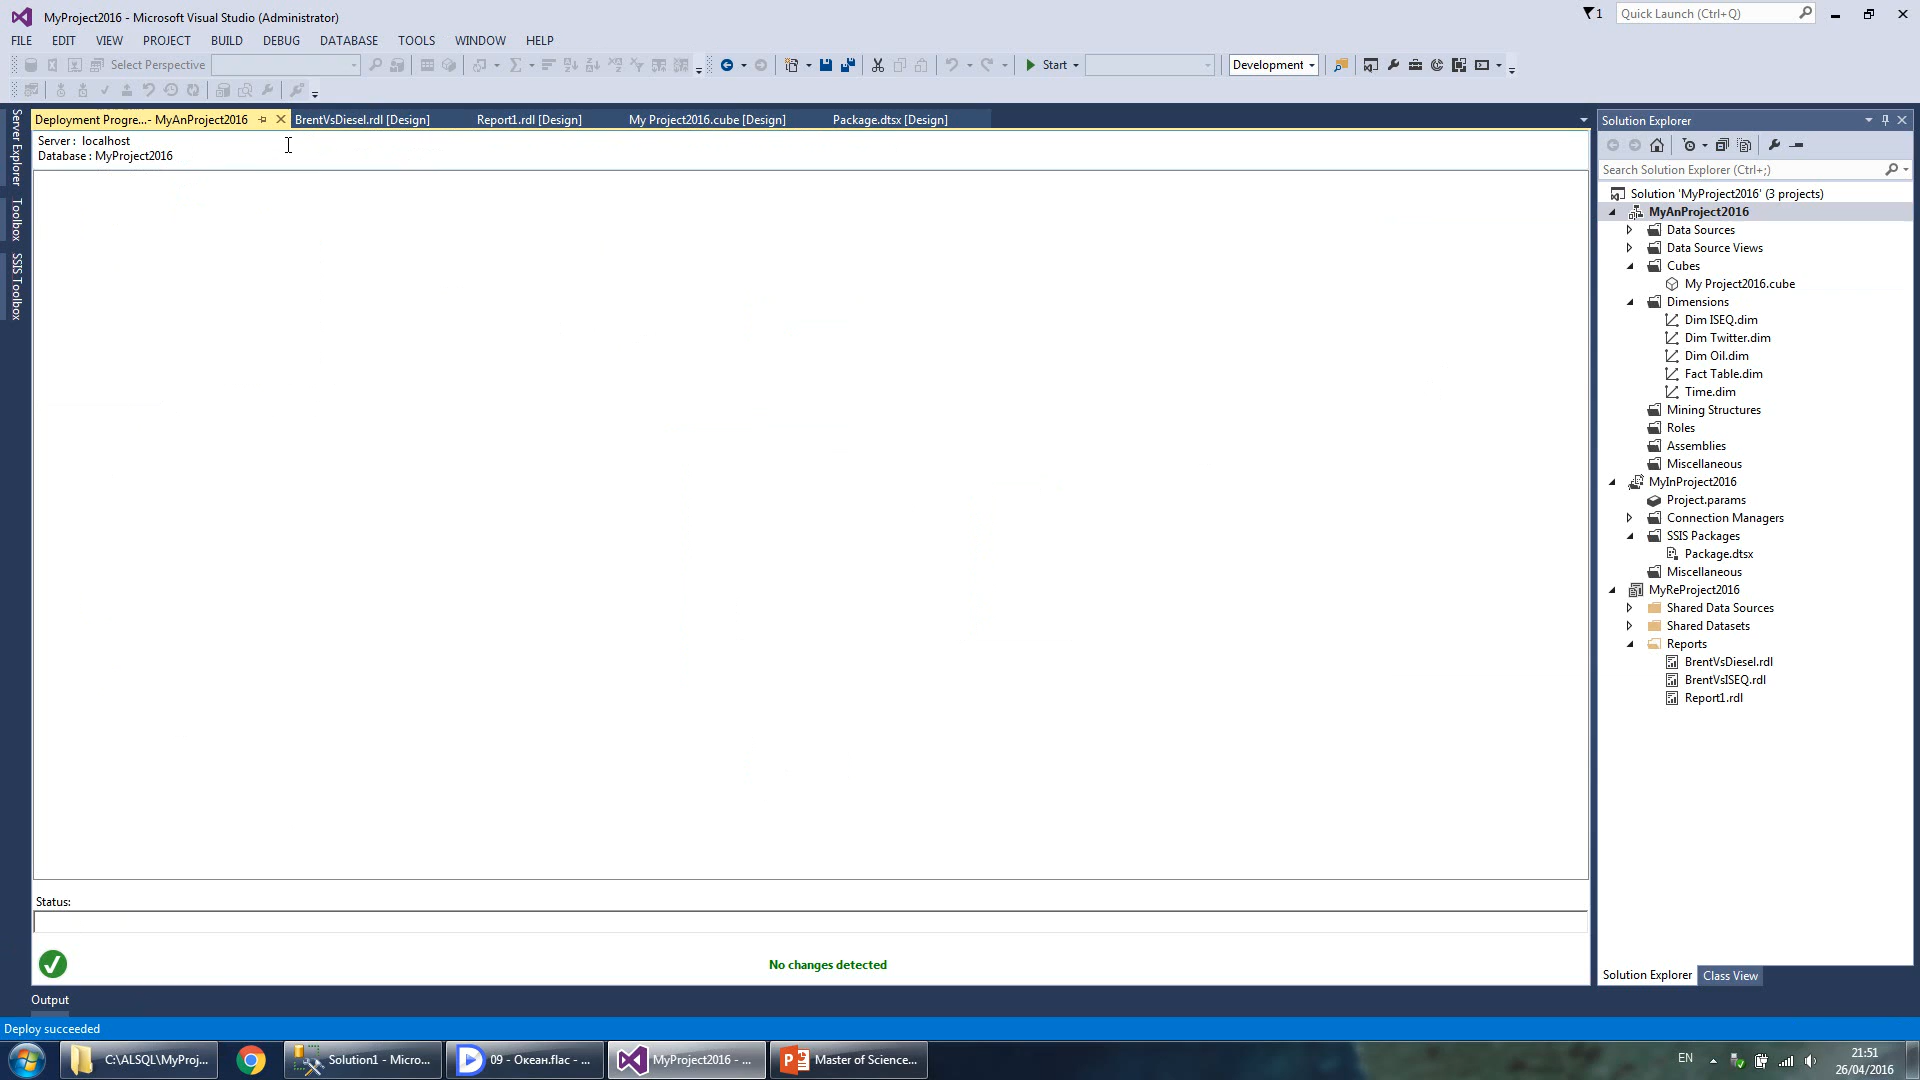 MyProject2016 - Microsoft Visual Studio (Administrator)
1
Quick Launch (Ctrl+Q)
FILE EDIT VIEW PROJECT BUILD DEBUG DATABASE TOOLS WINDOW HELP
Select Perspective
Start
Development
Deployment Progre...- MyAnProject2016
BrentVsDiesel.rdl [Design]
Report1.rdl [Design]
My Project2016.cube [Design]
Package.dtsx [Design]
Server Explorer
Toolbox
SSIS Toolbox
Server : localhost
Database : MyProject2016
Status:
No changes detected
Output
Deploy succeeded
Solution Explorer
Search Solution Explorer (Ctrl+;)
Solution 'MyProject2016' (3 projects)
MyAnProject2016
Data Sources
Data Source Views
Cubes
My Project2016.cube
Dimensions
Dim ISEQ.dim
Dim Twitter.dim
Dim Oil.dim
Fact Table.dim
Time.dim
Mining Structures
Roles
Assemblies
Miscellaneous
MyInProject2016
Project.params
Connection Managers
SSIS Packages
Package.dtsx
Miscellaneous
MyReProject2016
Shared Data Sources
Shared Datasets
Reports
BrentVsDiesel.rdl
BrentVsISEQ.rdl
Report1.rdl
Solution Explorer
Class View
C:\ALSQL\MyProj...
Solution1 - Micro...
09 - Океан.flac - ...
MyProject2016 - ...
Master of Science...
EN
21:51
26/04/2016